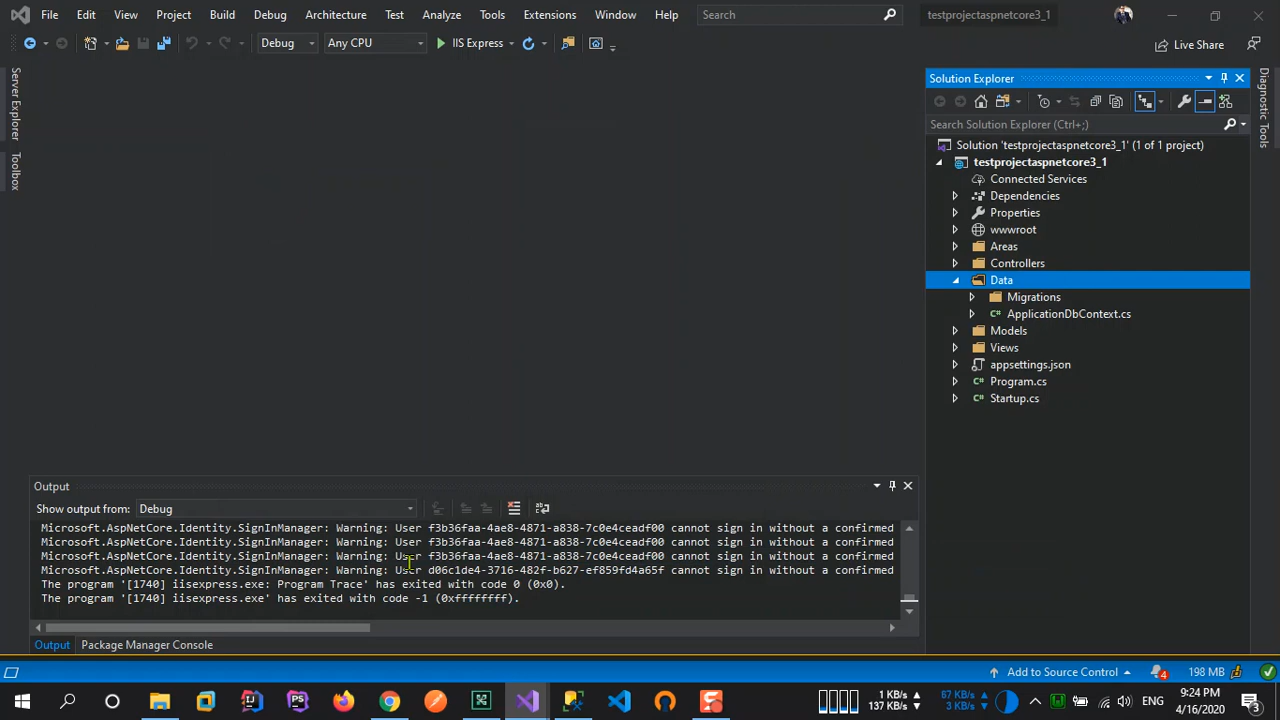 File Edit View Project Build Debug Architecture Test Analyze Tools Extensions Window Help Search testprojectaspnetcore3_1
Debug Any CPU IIS Express Live Share
Server Explorer
Toolbox
Solution Explorer
Search Solution Explorer (Ctrl+;)
Solution 'testprojectaspnetcore3_1' (1 of 1 project)
testprojectaspnetcore3_1
Connected Services
Dependencies
Properties
wwwroot
Areas
Controllers
Data
Migrations
ApplicationDbContext.cs
Models
Views
appsettings.json
Program.cs
Startup.cs
Diagnostic Tools
Output
Show output from: Debug
Microsoft.AspNetCore.Identity.SignInManager: Warning: User f3b36faa-4ae8-4871-a838-7c0e4ceadf00 cannot sign in without a confirmed
Microsoft.AspNetCore.Identity.SignInManager: Warning: User f3b36faa-4ae8-4871-a838-7c0e4ceadf00 cannot sign in without a confirmed
Microsoft.AspNetCore.Identity.SignInManager: Warning: User f3b36faa-4ae8-4871-a838-7c0e4ceadf00 cannot sign in without a confirmed
Microsoft.AspNetCore.Identity.SignInManager: Warning: User d06c1de4-3716-482f-b627-ef859fd4a65f cannot sign in without a confirmed
The program '[1740] iisexpress.exe: Program Trace' has exited with code 0 (0x0).
The program '[1740] iisexpress.exe' has exited with code -1 (0xffffffff).
Output Package Manager Console
Add to Source Control 4 198 MB
1 KB/s 67 KB/s
137 KB/s 3 KB/s
ENG
9:24 PM
4/16/2020
3